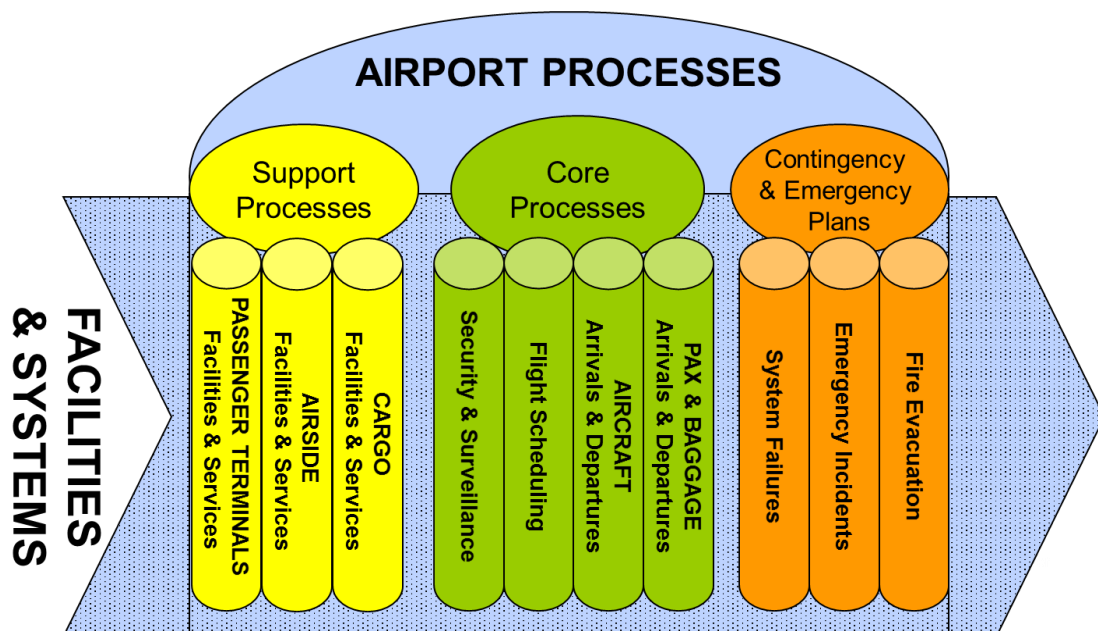 AIRPORT PROCESSES
Support
Processes
Core
Processes
Contingency
& Emergency
Plans
FACILITIES
& SYSTEMS
PASSENGER TERMINALS
Facilities & Services
AIRSIDE
Facilities & Services
CARGO
Facilities & Services
Security & Surveillance
Flight Scheduling
AIRCRAFT
Arrivals & Departures
PAX & BAGGAGE
Arrivals & Departures
System Failures
Emergency Incidents
Fire Evacuation